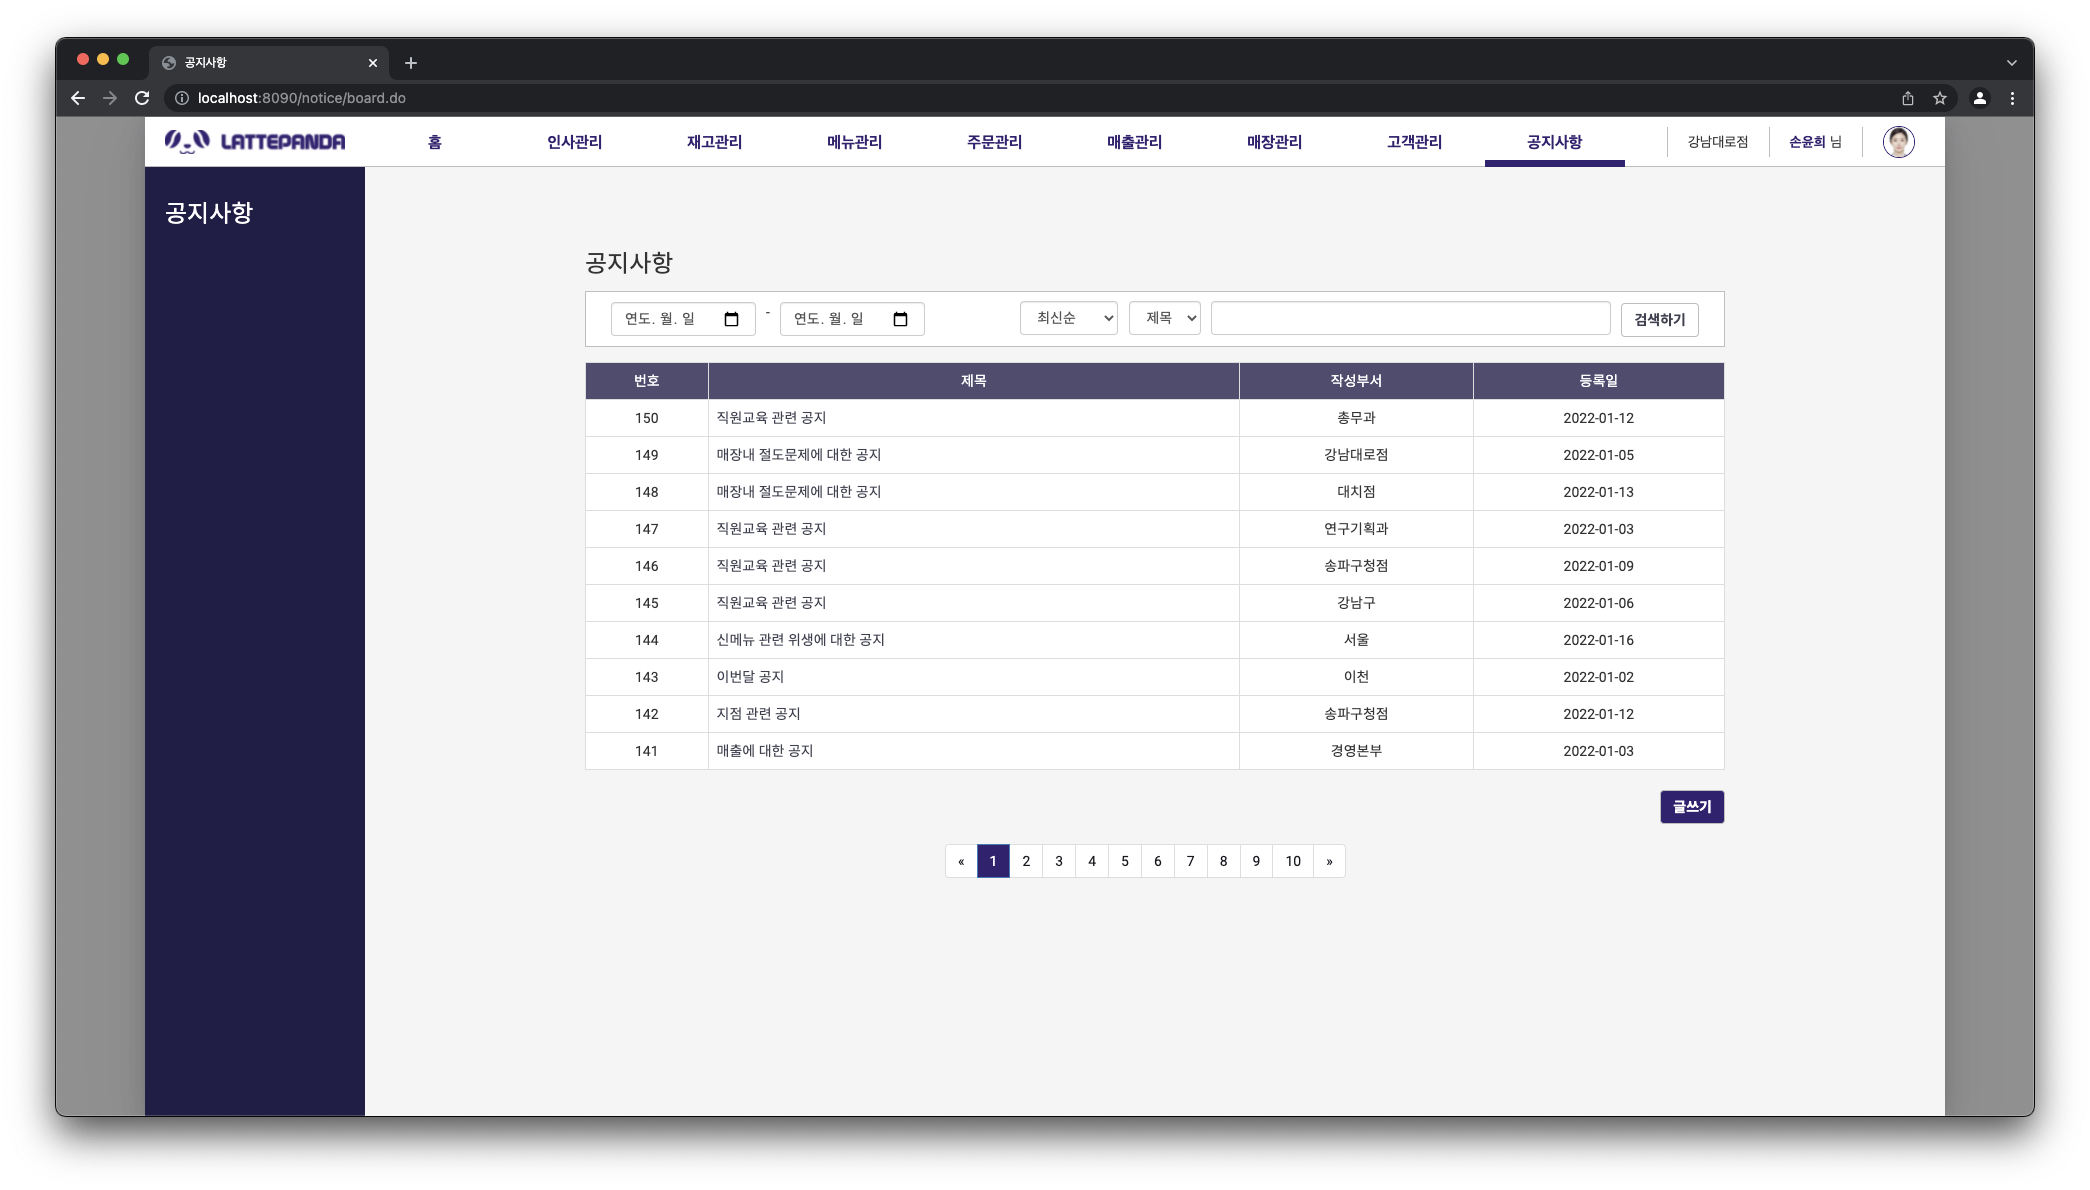 공지사항
localhost:8090/notice/board.do
LATTEPANDA 홈 인사관리 재고관리 메뉴관리 주문관리 매출관리 매장관리 고객관리 공지사항 강남대로점 손윤희 님
공지사항
공지사항
연도. 월. 일 - 연도. 월. 일 최신순 제목 검색하기
번호 제목 작성부서 등록일
150 직원교육 관련 공지 총무과 2022-01-12
149 매장내 절도문제에 대한 공지 강남대로점 2022-01-05
148 매장내 절도문제에 대한 공지 대치점 2022-01-13
147 직원교육 관련 공지 연구기획과 2022-01-03
146 직원교육 관련 공지 송파구청점 2022-01-09
145 직원교육 관련 공지 강남구 2022-01-06
144 신메뉴 관련 위생에 대한 공지 서울 2022-01-16
143 이번달 공지 이천 2022-01-02
142 지점 관련 공지 송파구청점 2022-01-12
141 매출에 대한 공지 경영본부 2022-01-03
글쓰기
« 1 2 3 4 5 6 7 8 9 10 »